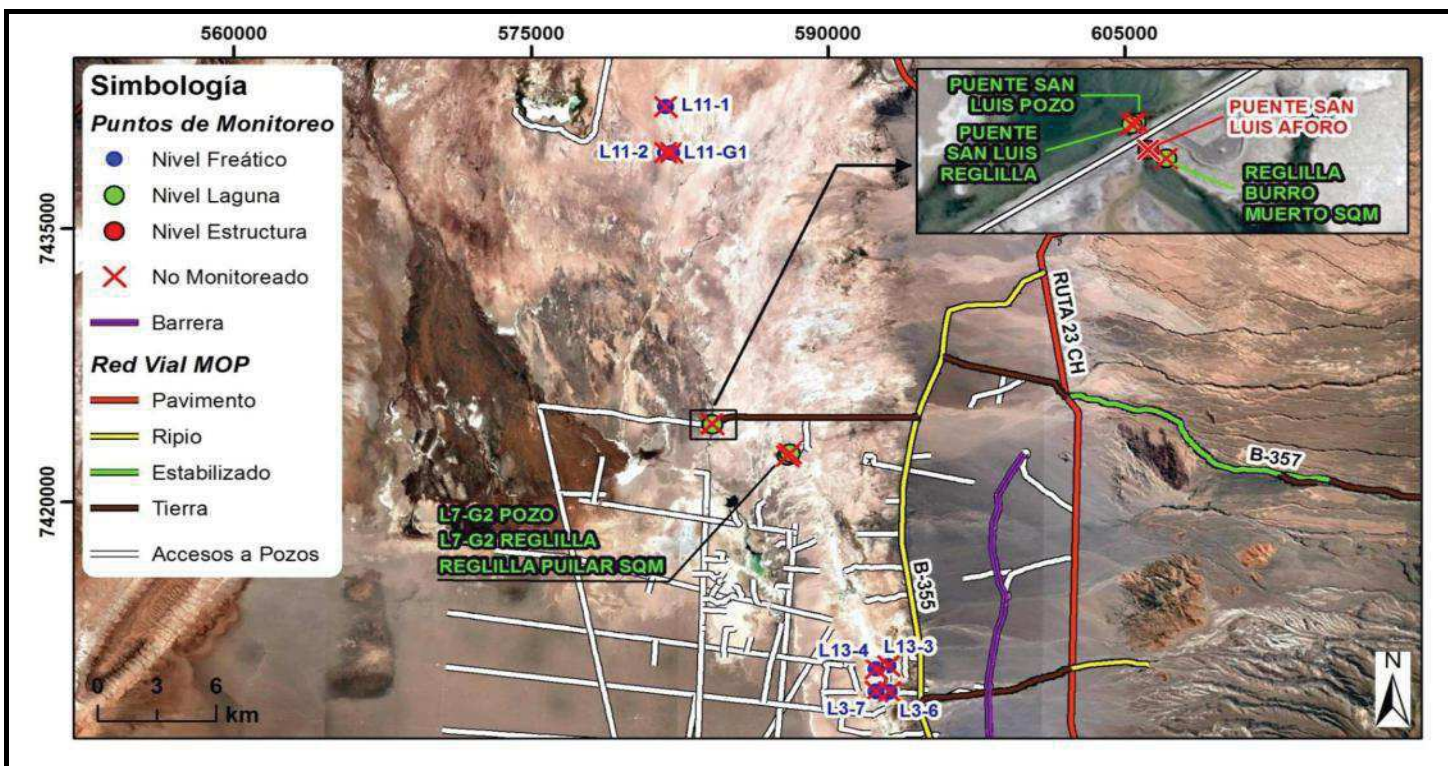 560000
575000
590000
605000
7435000
7420000
Simbología
Puntos de Monitoreo
Nivel Freático
Nivel Laguna
Nivel Estructura
No Monitoreado
Barrera
Red Vial MOP
Pavimento
Ripio
Estabilizado
Tierra
Accesos a Pozos
L11-1
L11-2
L11-G1
PUENTE SAN
LUIS POZO
PUENTE SAN
LUIS AFORO
PUENTE
SAN LUIS
REGLILLA
REGLILLA
BURRO
MUERTO SQM
RUTA 23 CH
B-357
B-355
L7-G2 POZO
L7-G2 REGLILLA
REGLILLA PUILAR SQM
L13-4
L13-3
L3-7
L3-6
0 3 6
km
N